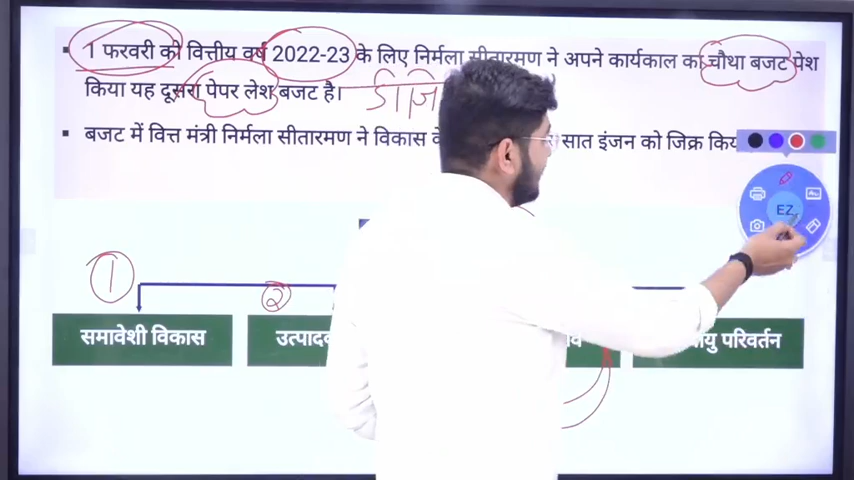 1 फरवरी को वित्तीय वर्ष 2022-23 के लिए निर्मला सीतारमण ने अपने कार्यकाल का चौथा बजट पेश
किया यह दूसरा पेपर लेश बजट है। डिजि
बजट में वित्त मंत्री निर्मला सीतारमण ने विकास सात इंजन को जिक्र
EZ
1
2
समावेशी विकास
परिवर्तन